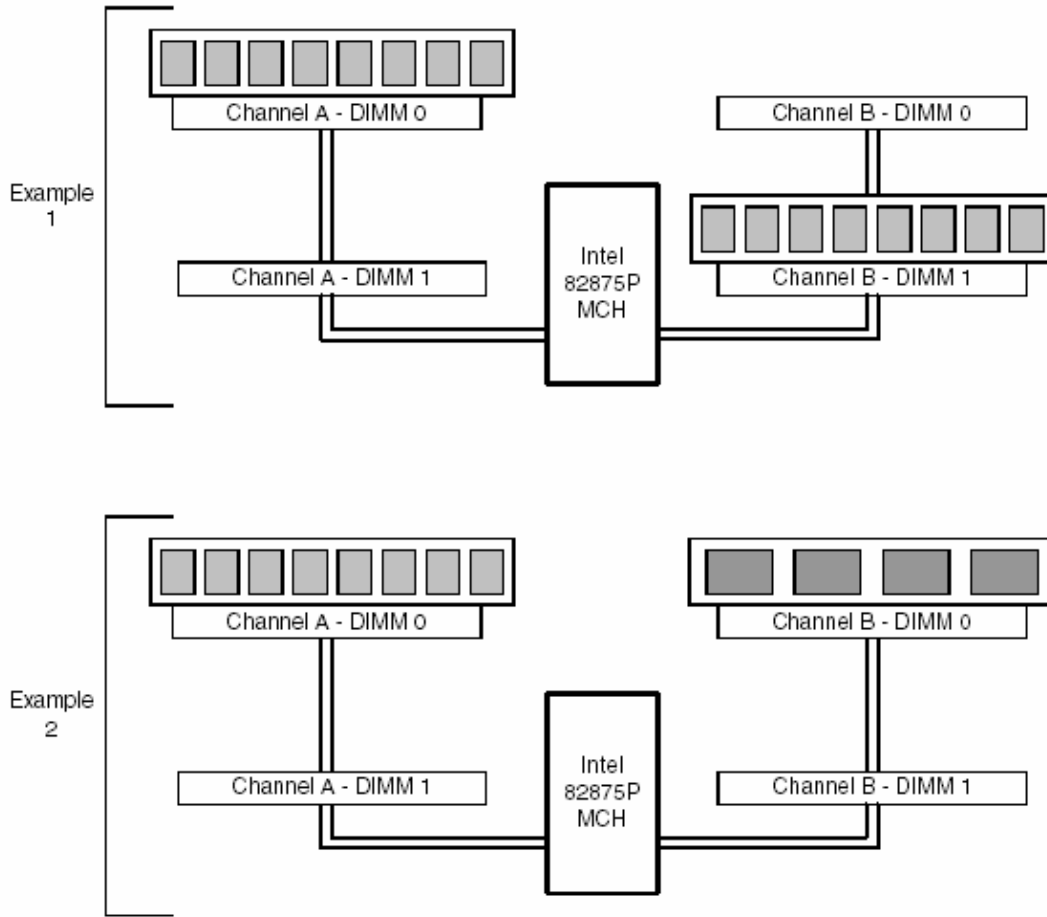 Channel A - DIMM 0
Channel B - DIMM 0
Example
1
Channel A - DIMM 1
Intel
82875P
MCH
Channel B - DIMM 1
Channel A - DIMM 0
Channel B - DIMM 0
Example
2
Channel A - DIMM 1
Intel
82875P
MCH
Channel B - DIMM 1